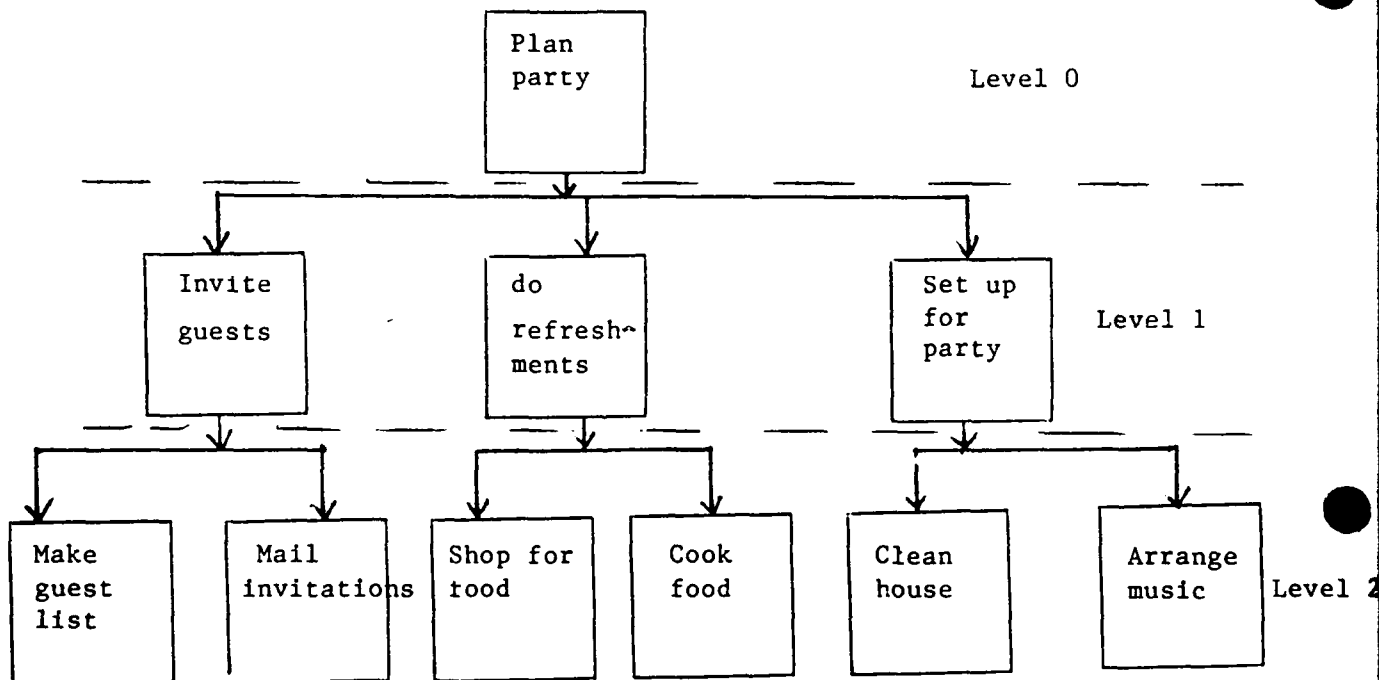 Plan
party
Level 0
Invite
guests
do
refresh-
ments
Set up
for
party
Level 1
Make
guest
list
Mail
invitations
Shop for
food
Cook
food
Clean
house
Arrange
music
Level 2